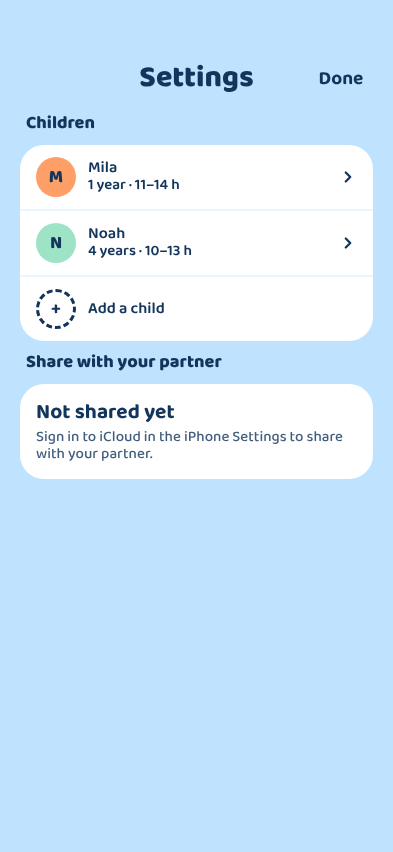 Settings
Done
Children
M
Mila
1 year · 11–14 h
N
Noah
4 years · 10–13 h
+
Add a child
Share with your partner
Not shared yet
Sign in to iCloud in the iPhone Settings to share
with your partner.